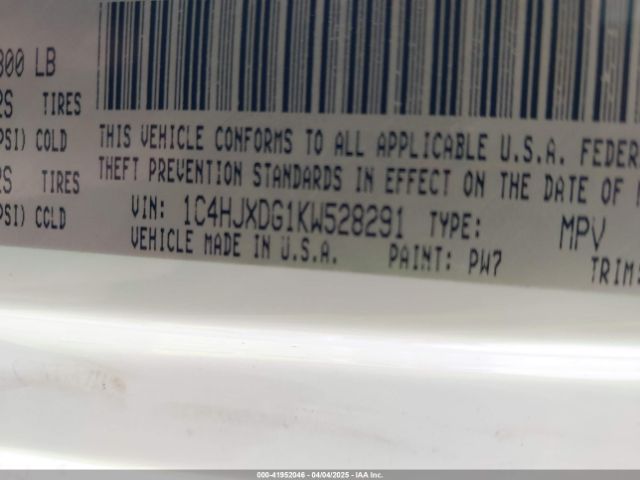 800 LB
RS TIRES
PSI) COLD
RS TIRES
PSI) COLD
THIS VEHICLE CONFORMS TO ALL APPLICABLE U.S.A. FEDER
THEFT PREVENTION STANDARDS IN EFFECT ON THE DATE OF
VIN: 1C4HJXDG1KW528291 TYPE: MPV
VEHICLE MADE IN U.S.A. PAINT: PW7 TRIM:
000-41952046 - 04/04/2025 - IAA Inc.